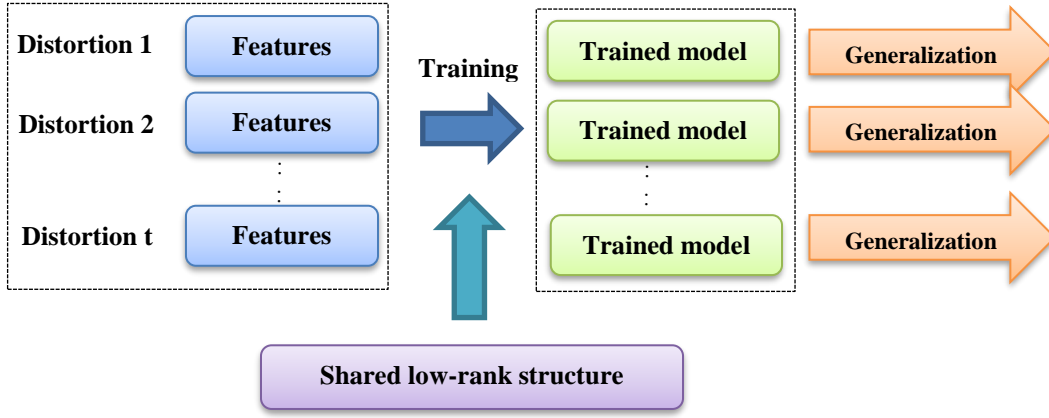 Distortion 1
Features
Training
Trained model
Generalization
Distortion 2
Features
Trained model
Generalization
Distortion t
Features
Trained model
Generalization
Shared low-rank structure